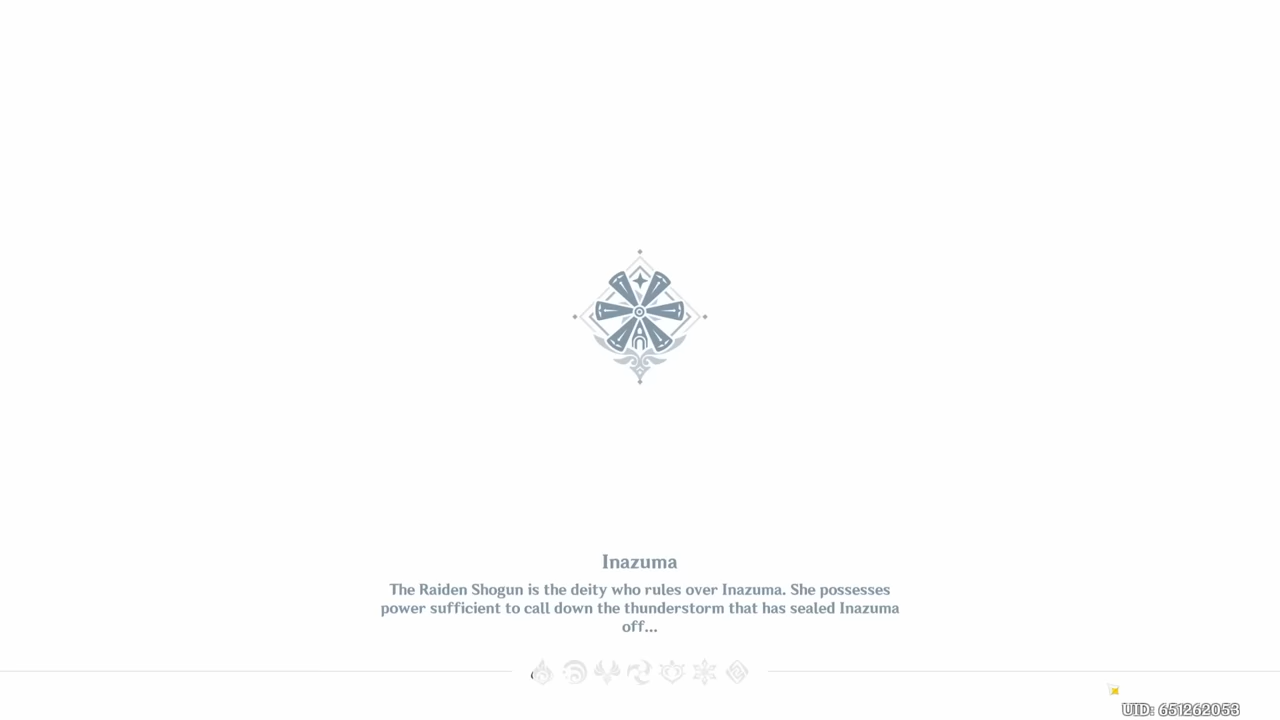 Inazuma
The Raiden Shogun is the deity who rules over Inazuma. She possesses
power sufficient to call down the thunderstorm that has sealed Inazuma
off...
UID: 651262053